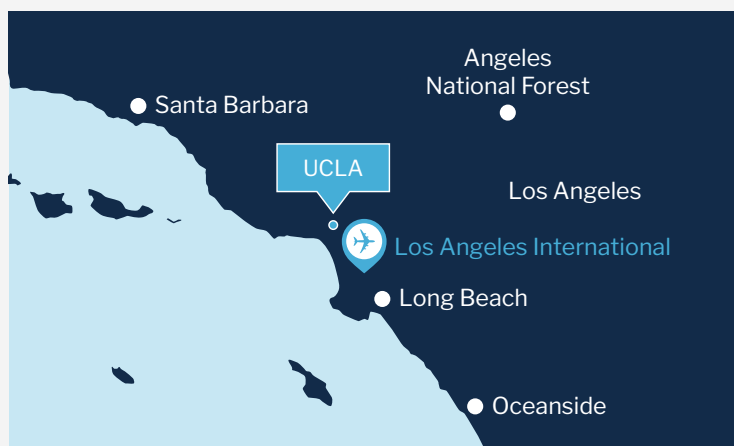 Angeles
National Forest
Santa Barbara
UCLA
Los Angeles
Los Angeles International
Long Beach
Oceanside